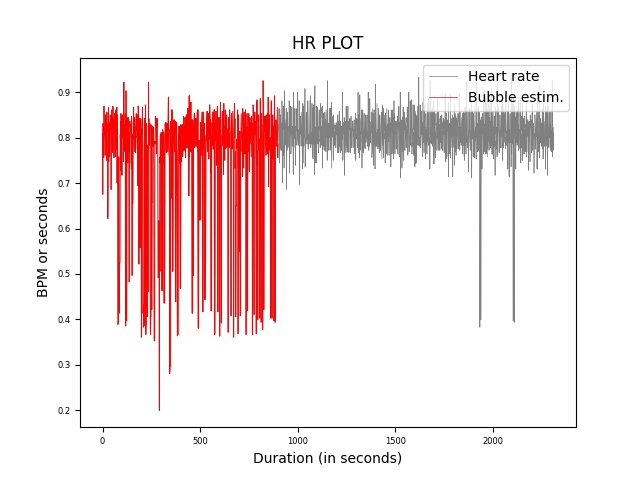 HR PLOT
Heart rate
Bubble estim.
0.9
0.8
0.7
0.6
0.5
0.4
0.3
0.2
BPM or seconds
0 500 1000 1500 2000
Duration (in seconds)